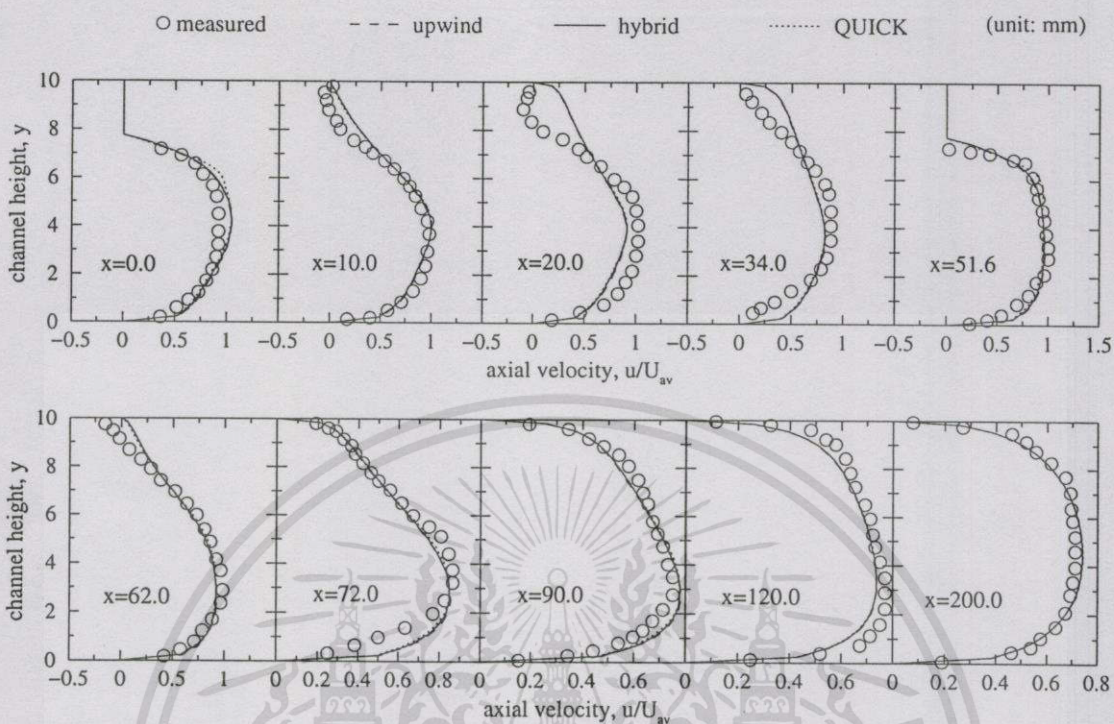 measured upwind hybrid QUICK (unit: mm)
10
8
6
4
2
0
channel height, y
x=0.0 x=10.0 x=20.0 x=34.0 x=51.6
−0.5 0 0.5 1 −0.5 0 0.5 1 −0.5 0 0.5 1 −0.5 0 0.5 1 −0.5 0 0.5 1 1.5
axial velocity, u/Uav
10
8
6
4
2
0
channel height, y
x=62.0 x=72.0 x=90.0 x=120.0 x=200.0
−0.5 0 0.5 1 0 0.2 0.4 0.6 0.8 0 0.2 0.4 0.6 0 0.2 0.4 0.6 0 0.2 0.4 0.6 0.8
axial velocity, u/Uav